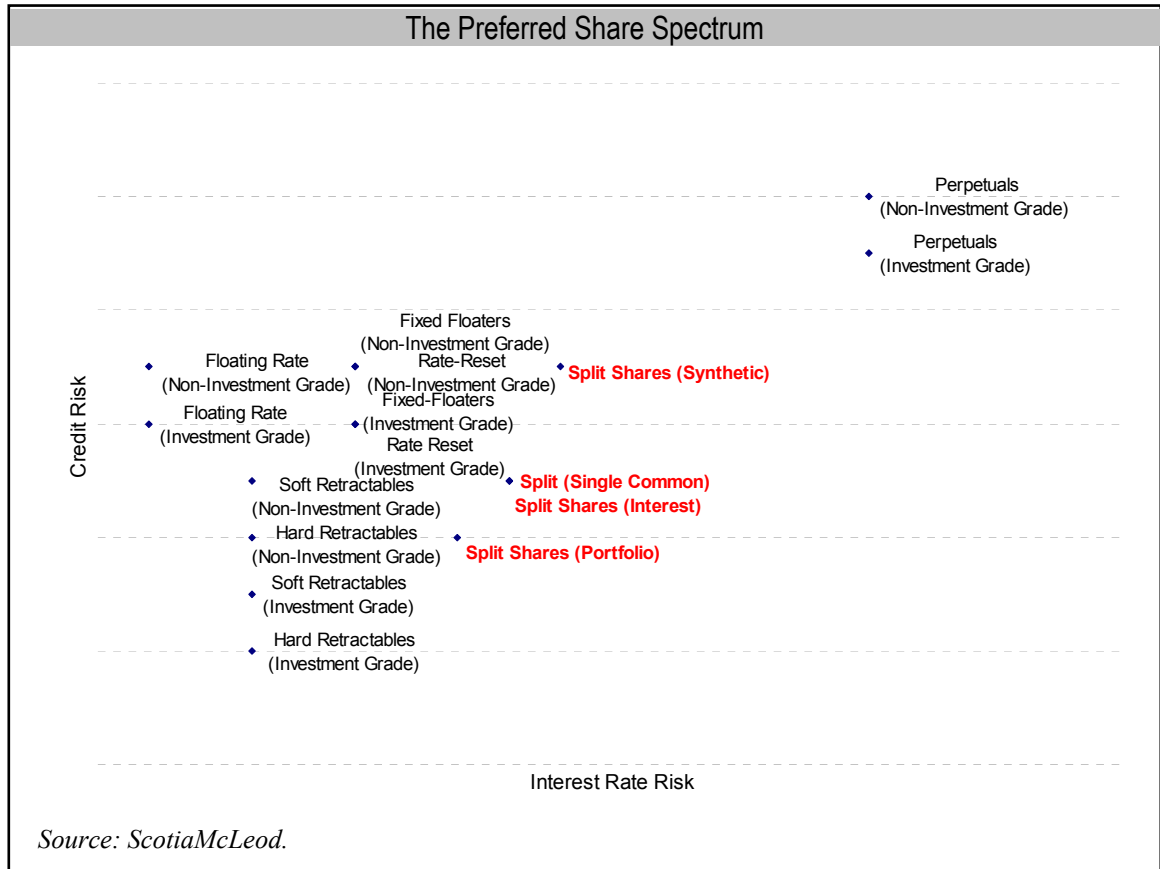 The Preferred Share Spectrum
Perpetuals
(Non-Investment Grade)
Perpetuals
(Investment Grade)
Fixed Floaters
(Non-Investment Grade)
Floating Rate
(Non-Investment Grade)
Rate-Reset
(Non-Investment Grade)
Split Shares (Synthetic)
Floating Rate
(Investment Grade)
Fixed-Floaters
(Investment Grade)
Rate Reset
(Investment Grade)
Credit Risk
Soft Retractables
(Non-Investment Grade)
Split (Single Common)
Split Shares (Interest)
Hard Retractables
(Non-Investment Grade)
Split Shares (Portfolio)
Soft Retractables
(Investment Grade)
Hard Retractables
(Investment Grade)
Interest Rate Risk
Source: ScotiaMcLeod.